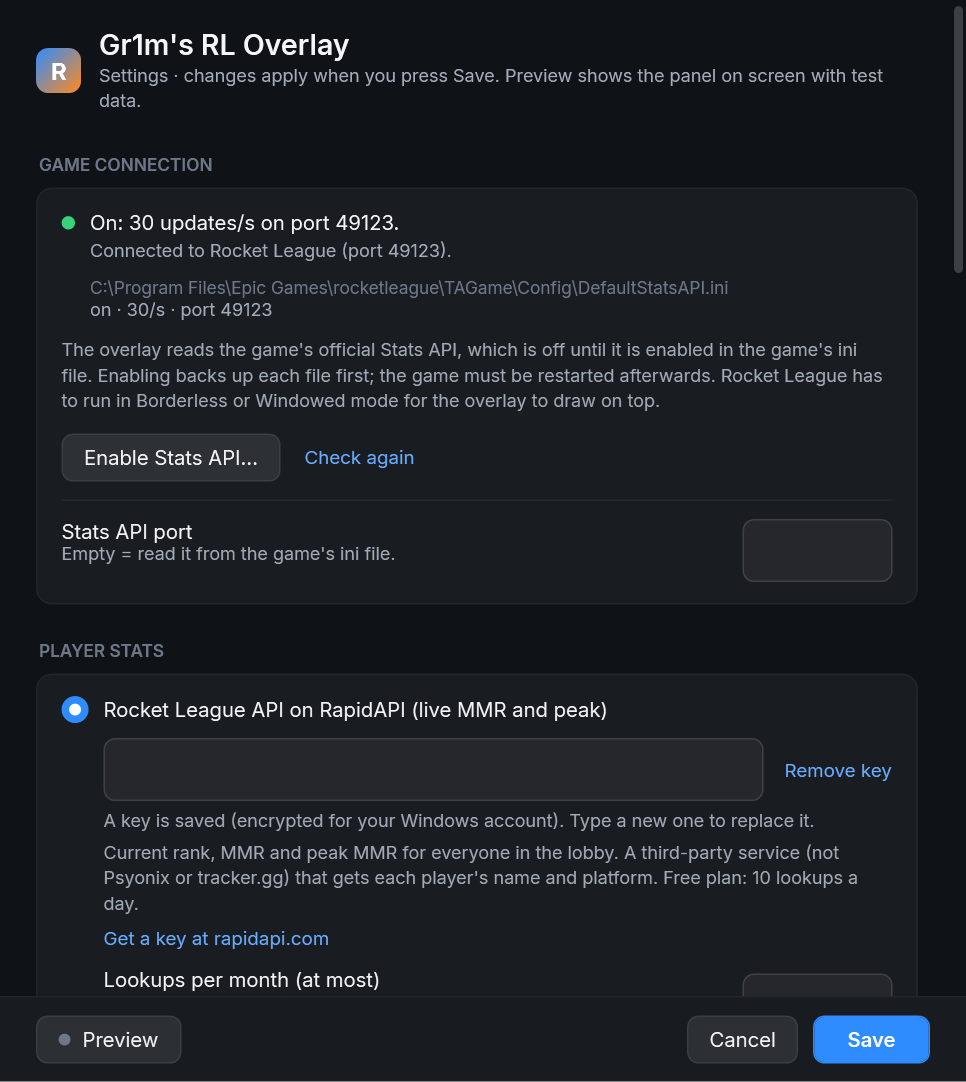 R
Gr1m's RL Overlay
Settings · changes apply when you press Save. Preview shows the panel on screen with test
data.
GAME CONNECTION
On: 30 updates/s on port 49123.
Connected to Rocket League (port 49123).
C:\Program Files\Epic Games\rocketleague\TAGame\Config\DefaultStatsAPI.ini
on · 30/s · port 49123
The overlay reads the game's official Stats API, which is off until it is enabled in the game's ini
file. Enabling backs up each file first; the game must be restarted afterwards. Rocket League has
to run in Borderless or Windowed mode for the overlay to draw on top.
Enable Stats API...
Check again
Stats API port
Empty = read it from the game's ini file.
PLAYER STATS
Rocket League API on RapidAPI (live MMR and peak)
Remove key
A key is saved (encrypted for your Windows account). Type a new one to replace it.
Current rank, MMR and peak MMR for everyone in the lobby. A third-party service (not
Psyonix or tracker.gg) that gets each player's name and platform. Free plan: 10 lookups a
day.
Get a key at rapidapi.com
Lookups per month (at most)
Preview
Cancel
Save